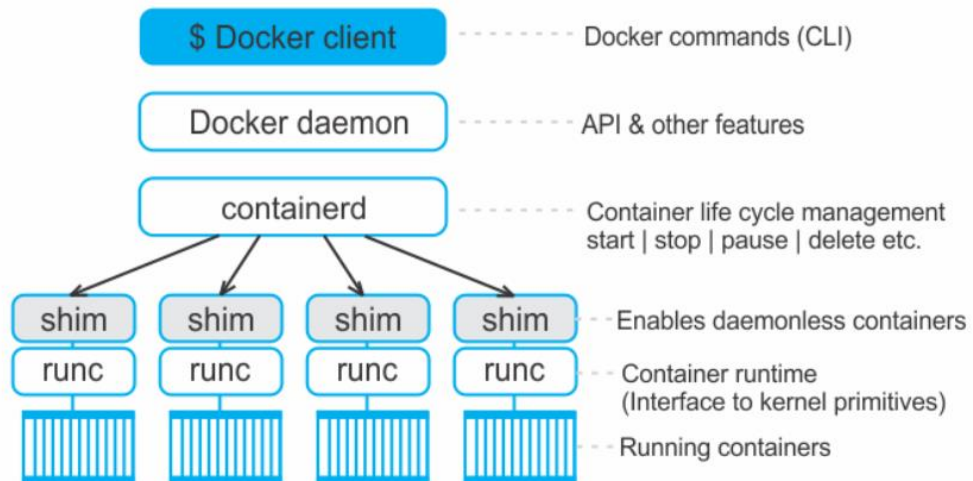 $ Docker client
Docker commands (CLI)
Docker daemon
API & other features
containerd
Container life cycle management
start | stop | pause | delete etc.
shim shim shim shim
Enables daemonless containers
runc runc runc runc
Container runtime
(Interface to kernel primitives)
Running containers